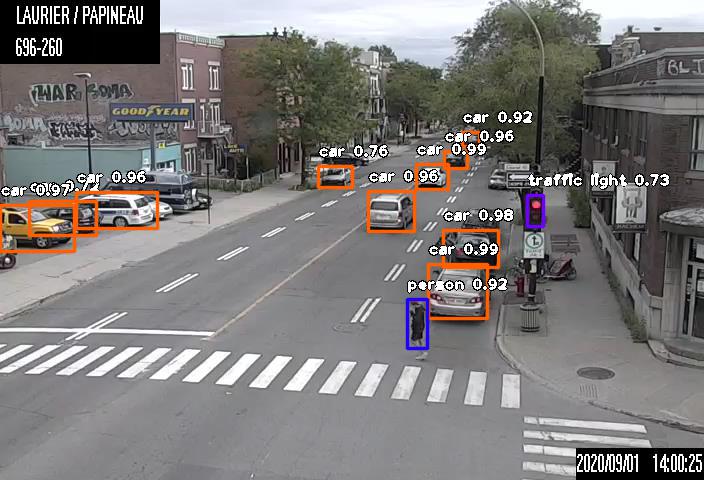 LAURIER / PAPINEAU
696-260
GOODYEAR
car 0.92
car 0.96
car 0.99
car 0.76
car 0.96
car 0.96
car 0.97
traffic light 0.73
car 0.98
car 0.99
person 0.92
2020/09/01 14:00:25